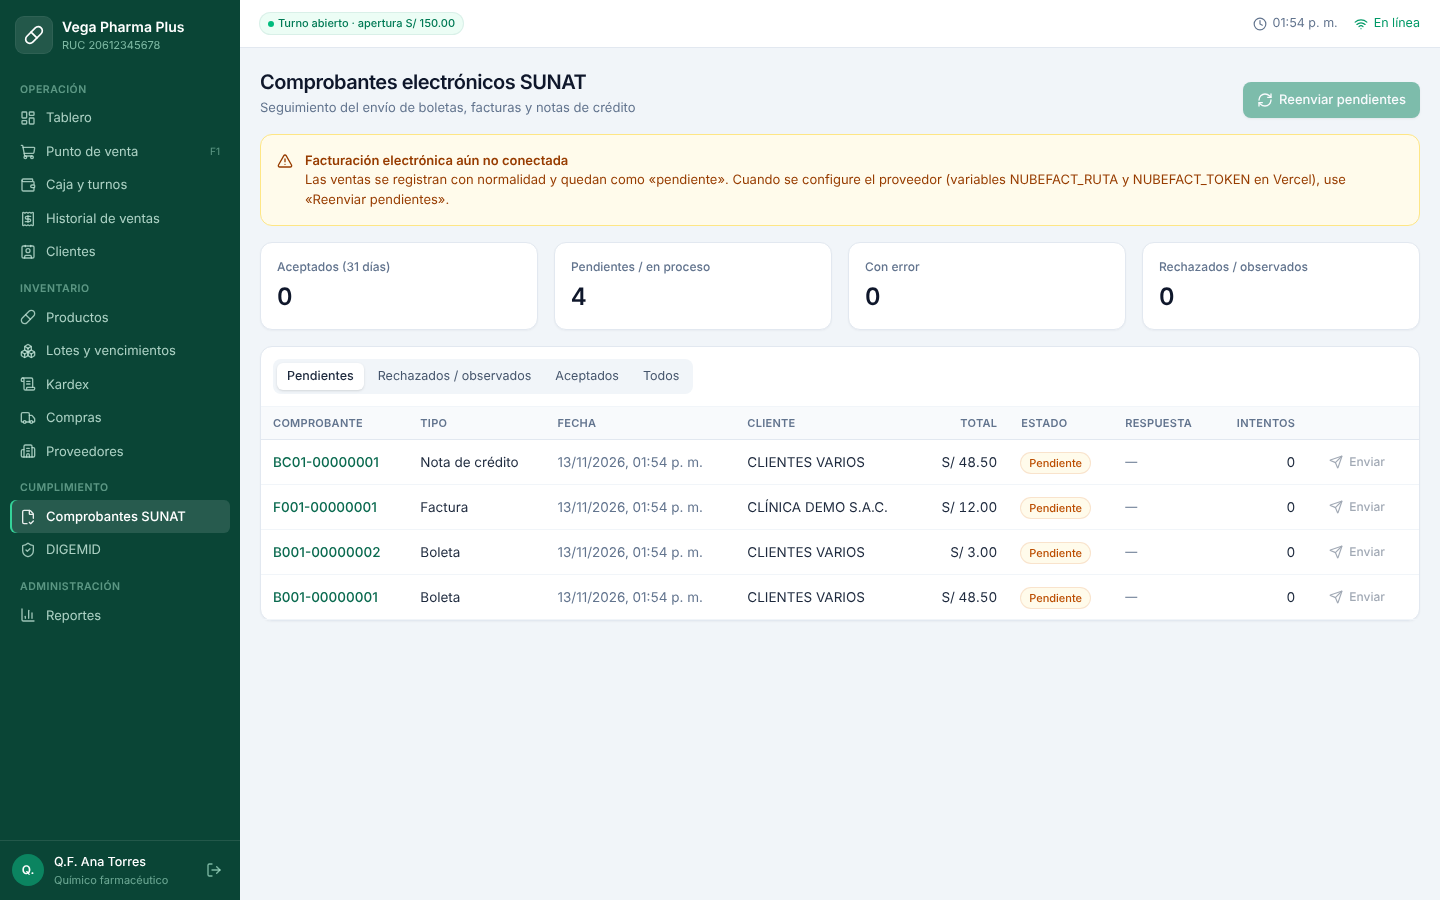 Vega Pharma Plus
RUC 20612345678
OPERACIÓN
Tablero
Punto de venta F1
Caja y turnos
Historial de ventas
Clientes
INVENTARIO
Productos
Lotes y vencimientos
Kardex
Compras
Proveedores
CUMPLIMIENTO
Comprobantes SUNAT
DIGEMID
ADMINISTRACIÓN
Reportes
Q.
Q.F. Ana Torres
Químico farmacéutico
Turno abierto · apertura S/ 150.00
01:54 p. m. En línea
Comprobantes electrónicos SUNAT
Seguimiento del envío de boletas, facturas y notas de crédito
Reenviar pendientes
Facturación electrónica aún no conectada
Las ventas se registran con normalidad y quedan como «pendiente». Cuando se configure el proveedor (variables NUBEFACT_RUTA y NUBEFACT_TOKEN en Vercel), use
«Reenviar pendientes».
Aceptados (31 días)
0
Pendientes / en proceso
4
Con error
0
Rechazados / observados
0
Pendientes Rechazados / observados Aceptados Todos
COMPROBANTE TIPO FECHA CLIENTE TOTAL ESTADO RESPUESTA INTENTOS
BC01-00000001 Nota de crédito 13/11/2026, 01:54 p. m. CLIENTES VARIOS S/ 48.50 Pendiente — 0 Enviar
F001-00000001 Factura 13/11/2026, 01:54 p. m. CLÍNICA DEMO S.A.C. S/ 12.00 Pendiente — 0 Enviar
B001-00000002 Boleta 13/11/2026, 01:54 p. m. CLIENTES VARIOS S/ 3.00 Pendiente — 0 Enviar
B001-00000001 Boleta 13/11/2026, 01:54 p. m. CLIENTES VARIOS S/ 48.50 Pendiente — 0 Enviar